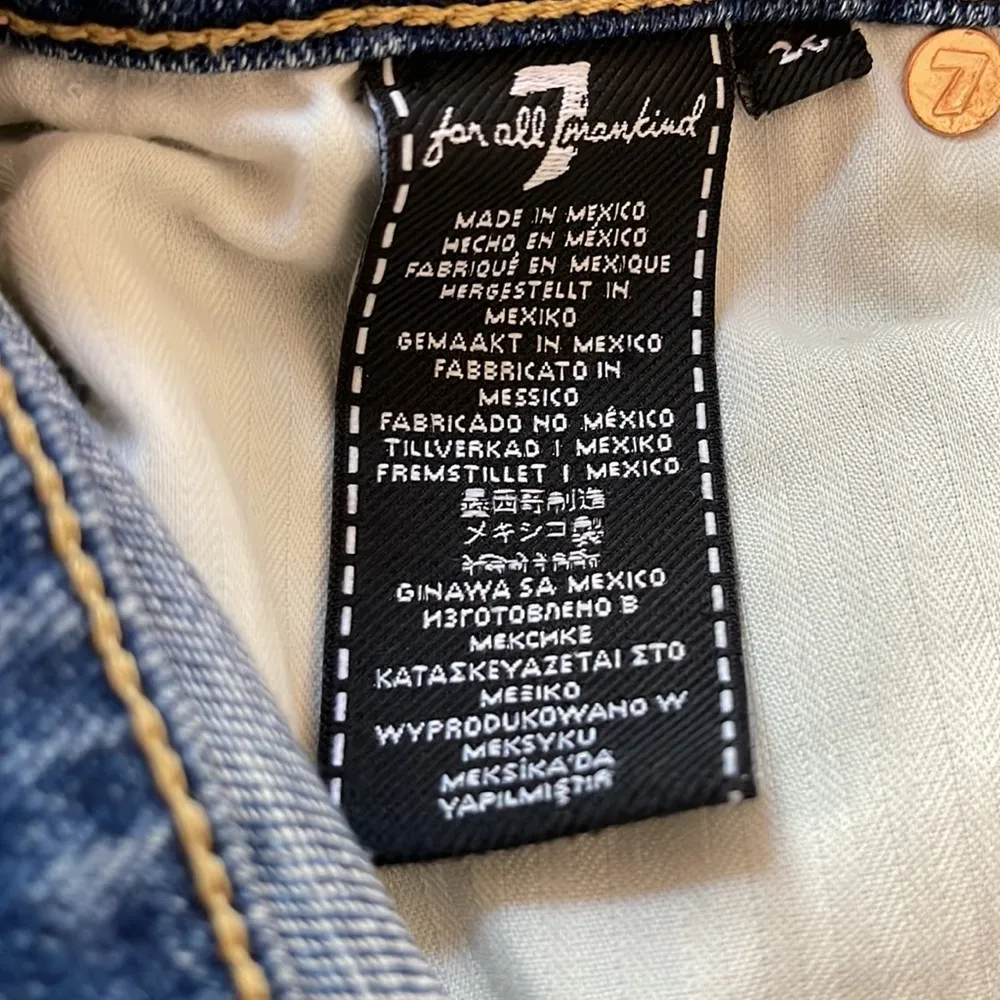 7
for all mankind
7
MADE IN MEXICO
HECHO EN MÉXICO
FABRIQUÉ EN MEXIQUE
HERGESTELLT IN
MEXIKO
GEMAAKT IN MEXICO
FABBRICATO IN
MESSICO
FABRICADO NO MÉXICO
TILLVERKAD I MEXIKO
FREMSTILLET I MEXICO
墨西哥制造
メキシコ製
GINAWA SA MEXICO
ИЗГОТОВЛЕНО В
МЕКСИКЕ
ΚΑΤΑΣΚΕΥΑΖΕΤΑΙ ΣΤΟ
ΜΕΞΙΚΟ
WYPRODUKOWANO W
MEKSYKU
MEKSİKA'DA
YAPILMIŞTIR